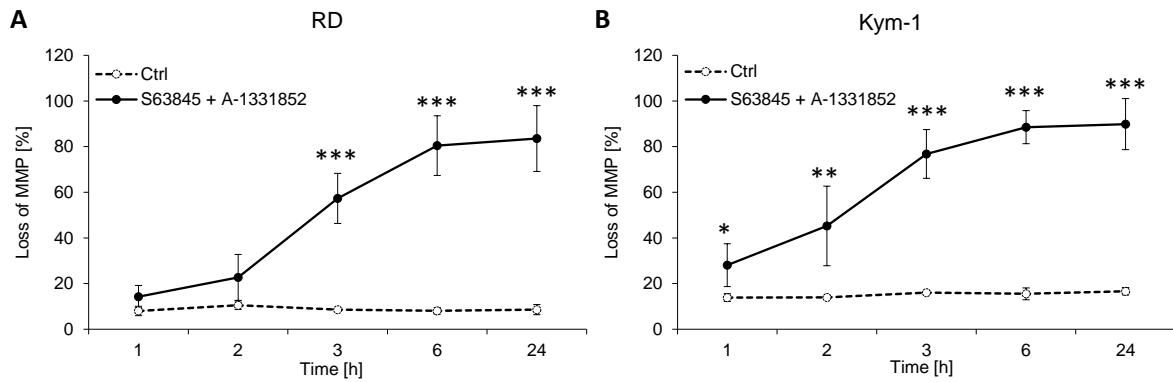 A
RD
Loss of MMP [%]
120
100
80
60
40
20
0
Ctrl
S63845 + A-1331852
***
***
***
1
2
3
6
24
Time [h]
B
Kym-1
Loss of MMP [%]
120
100
80
60
40
20
0
Ctrl
S63845 + A-1331852
*
**
***
***
***
1
2
3
6
24
Time [h]